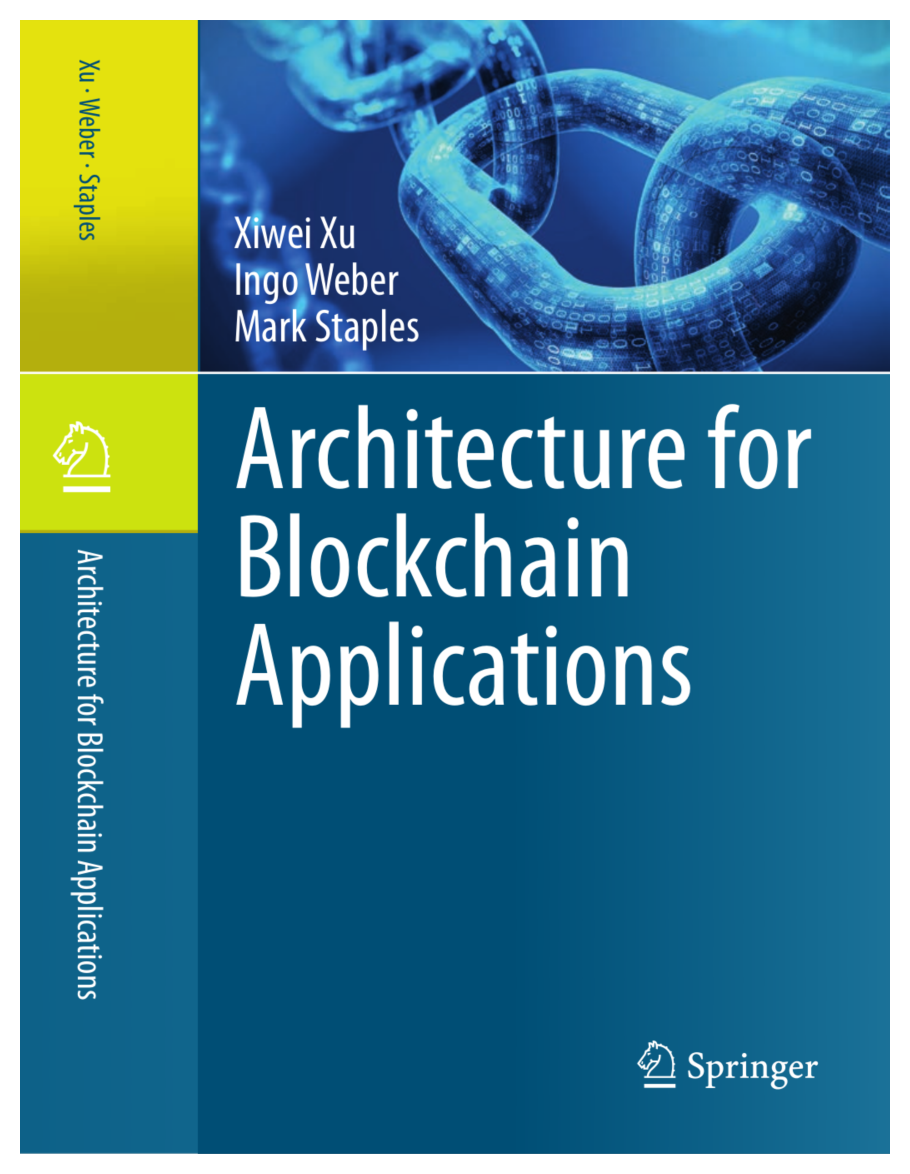 Xu · Weber · Staples
Architecture for Blockchain Applications
Xiwei Xu
Ingo Weber
Mark Staples
Architecture for
Blockchain
Applications
Springer